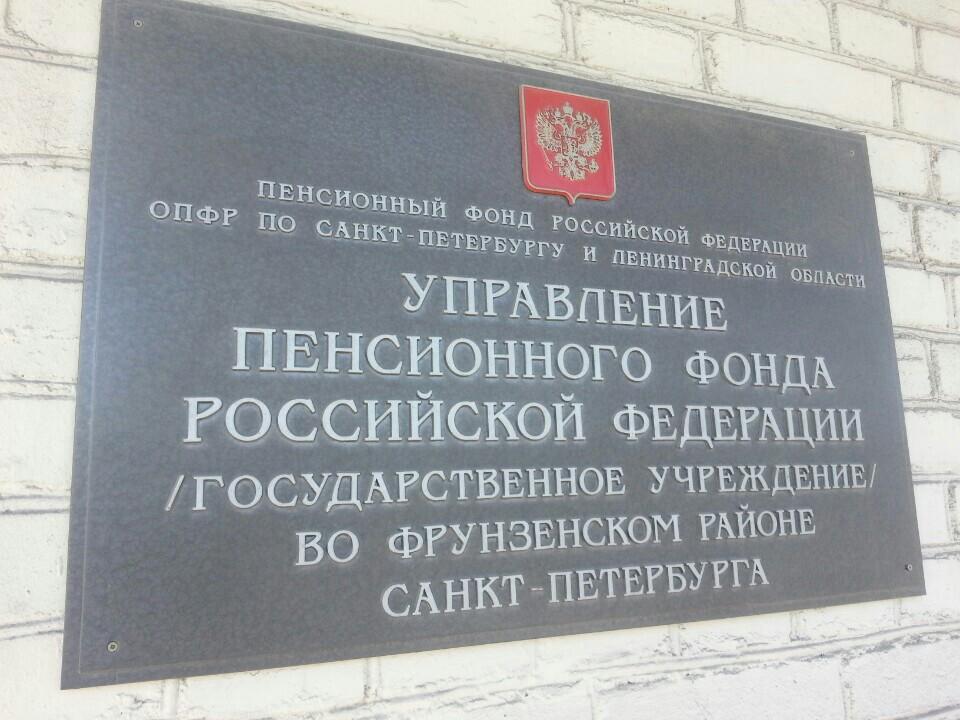 ПЕНСИОННЫЙ ФОНД РОССИЙСКОЙ ФЕДЕРАЦИИ
ОПФР ПО САНКТ-ПЕТЕРБУРГУ И ЛЕНИНГРАДСКОЙ ОБЛАСТИ
УПРАВЛЕНИЕ
ПЕНСИОННОГО ФОНДА
РОССИЙСКОЙ ФЕДЕРАЦИИ
/ГОСУДАРСТВЕННОЕ УЧРЕЖДЕНИЕ/
ВО ФРУНЗЕНСКОМ РАЙОНЕ
САНКТ-ПЕТЕРБУРГА